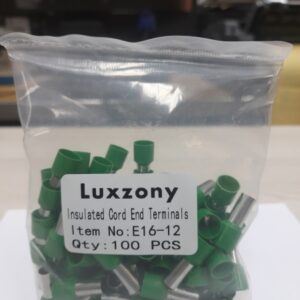 Luxzony
Insulated Cord End Terminals
Item No:E16-12
Qty:100 PCS